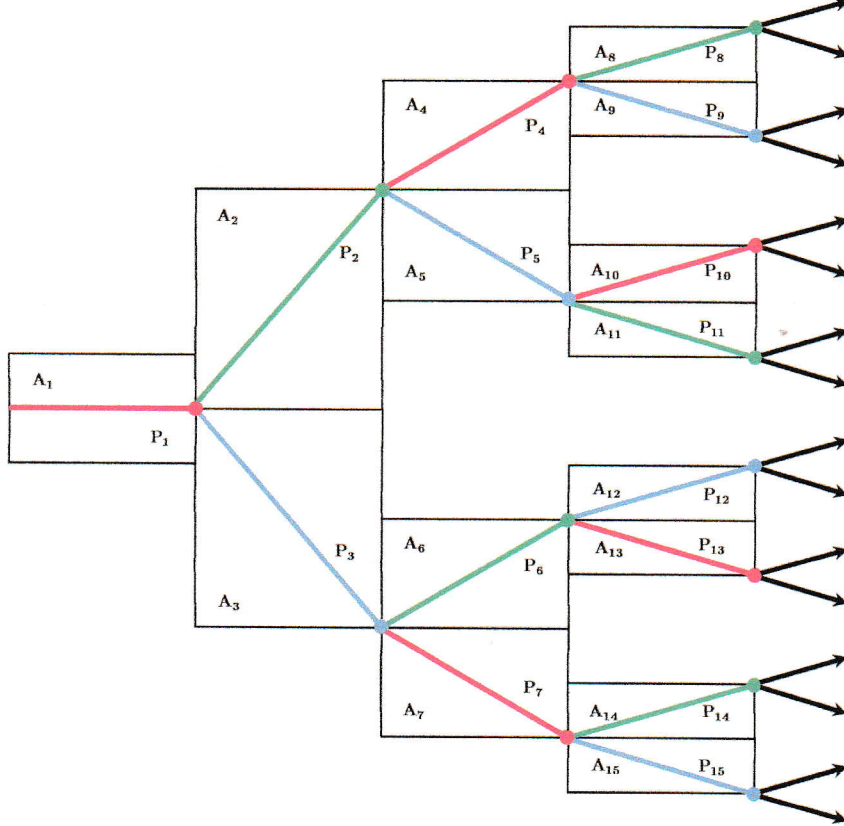 A₈ P₈
A₄ P₄ A₉ P₉
A₂ P₂ A₅ P₅ A₁₀ P₁₀
A₁₁ P₁₁
A₁ P₁
A₁₂ P₁₂
P₃ A₆ P₆ A₁₃ P₁₃
A₃ A₇ P₇ A₁₄ P₁₄
A₁₅ P₁₅